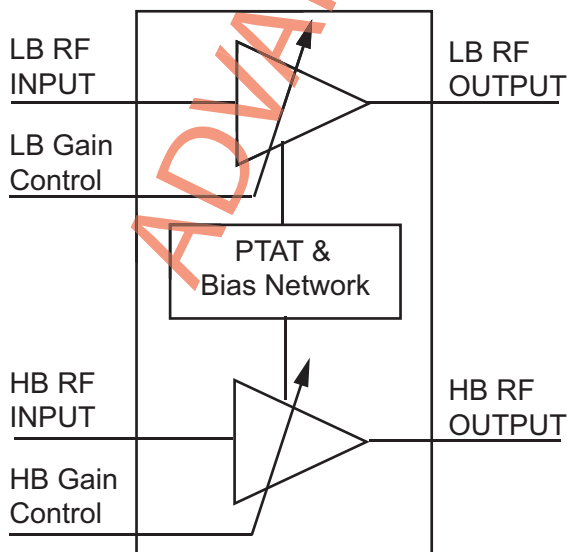 LB RF
INPUT
LB RF
OUTPUT
LB Gain
Control
PTAT &
Bias Network
HB RF
INPUT
HB RF
OUTPUT
HB Gain
Control